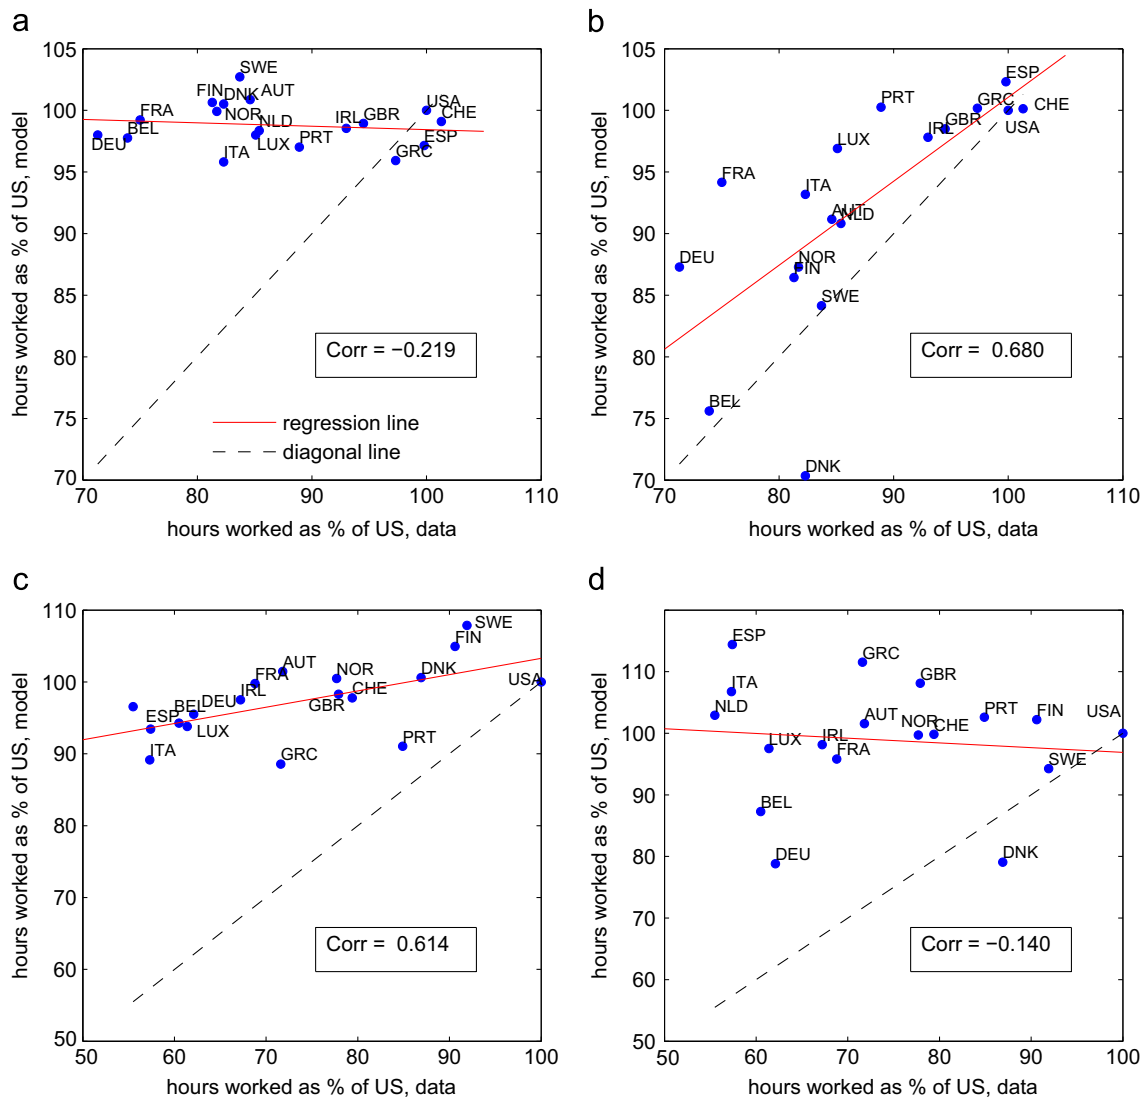 a
105
100
95
90
85
80
75
70
70
80
90
100
110
hours worked as % of US, model
hours worked as % of US, data
SWE
FIN
DNK
AUT
FRA
NOR
IRL
GBR
USA
CHE
DEU
BEL
NLD
LUX
PRT
ESP
ITA
GRC
Corr = −0.219
regression line
diagonal line
b
105
100
95
90
85
80
75
70
70
80
90
100
110
hours worked as % of US, model
hours worked as % of US, data
ESP
PRT
GRC
CHE
GBR
IRL
USA
LUX
FRA
ITA
AUT
NLD
DEU
NOR
FIN
SWE
BEL
DNK
Corr = 0.680
c
110
100
90
80
70
60
50
50
60
70
80
90
100
hours worked as % of US, model
hours worked as % of US, data
SWE
FIN
AUT
NOR
DNK
FRA
USA
IRL
CHE
DEU
BEL
GBR
ESP
LUX
ITA
GRC
PRT
Corr = 0.614
d
110
100
90
80
70
60
50
50
60
70
80
90
100
hours worked as % of US, model
hours worked as % of US, data
ESP
GRC
GBR
ITA
NLD
AUT
PRT
FIN
USA
NOR
CHE
LUX
IRL
FRA
SWE
BEL
DEU
DNK
Corr = −0.140